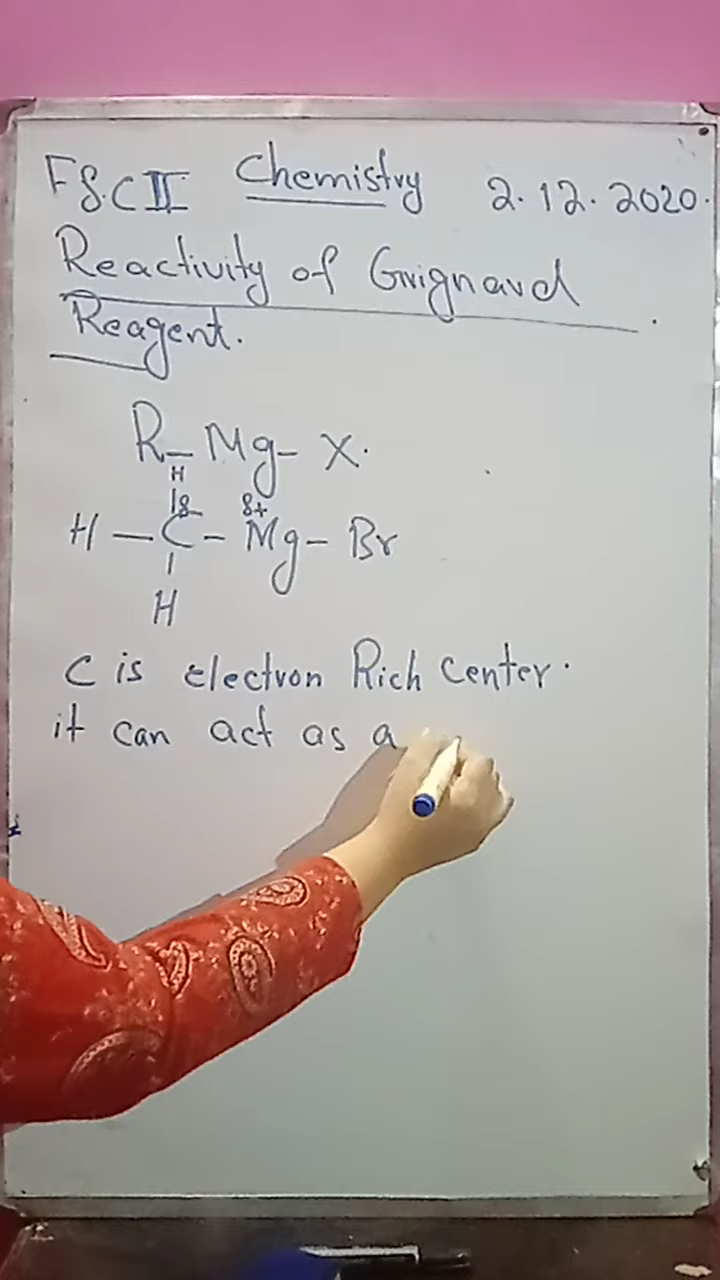 FSC II Chemistry 2.12.2020.
Reactivity of Grignard
Reagent.
R - Mg - X.
H
δ- δ+
H - C - Mg - Br
H
C is electron Rich center.
it can act as a